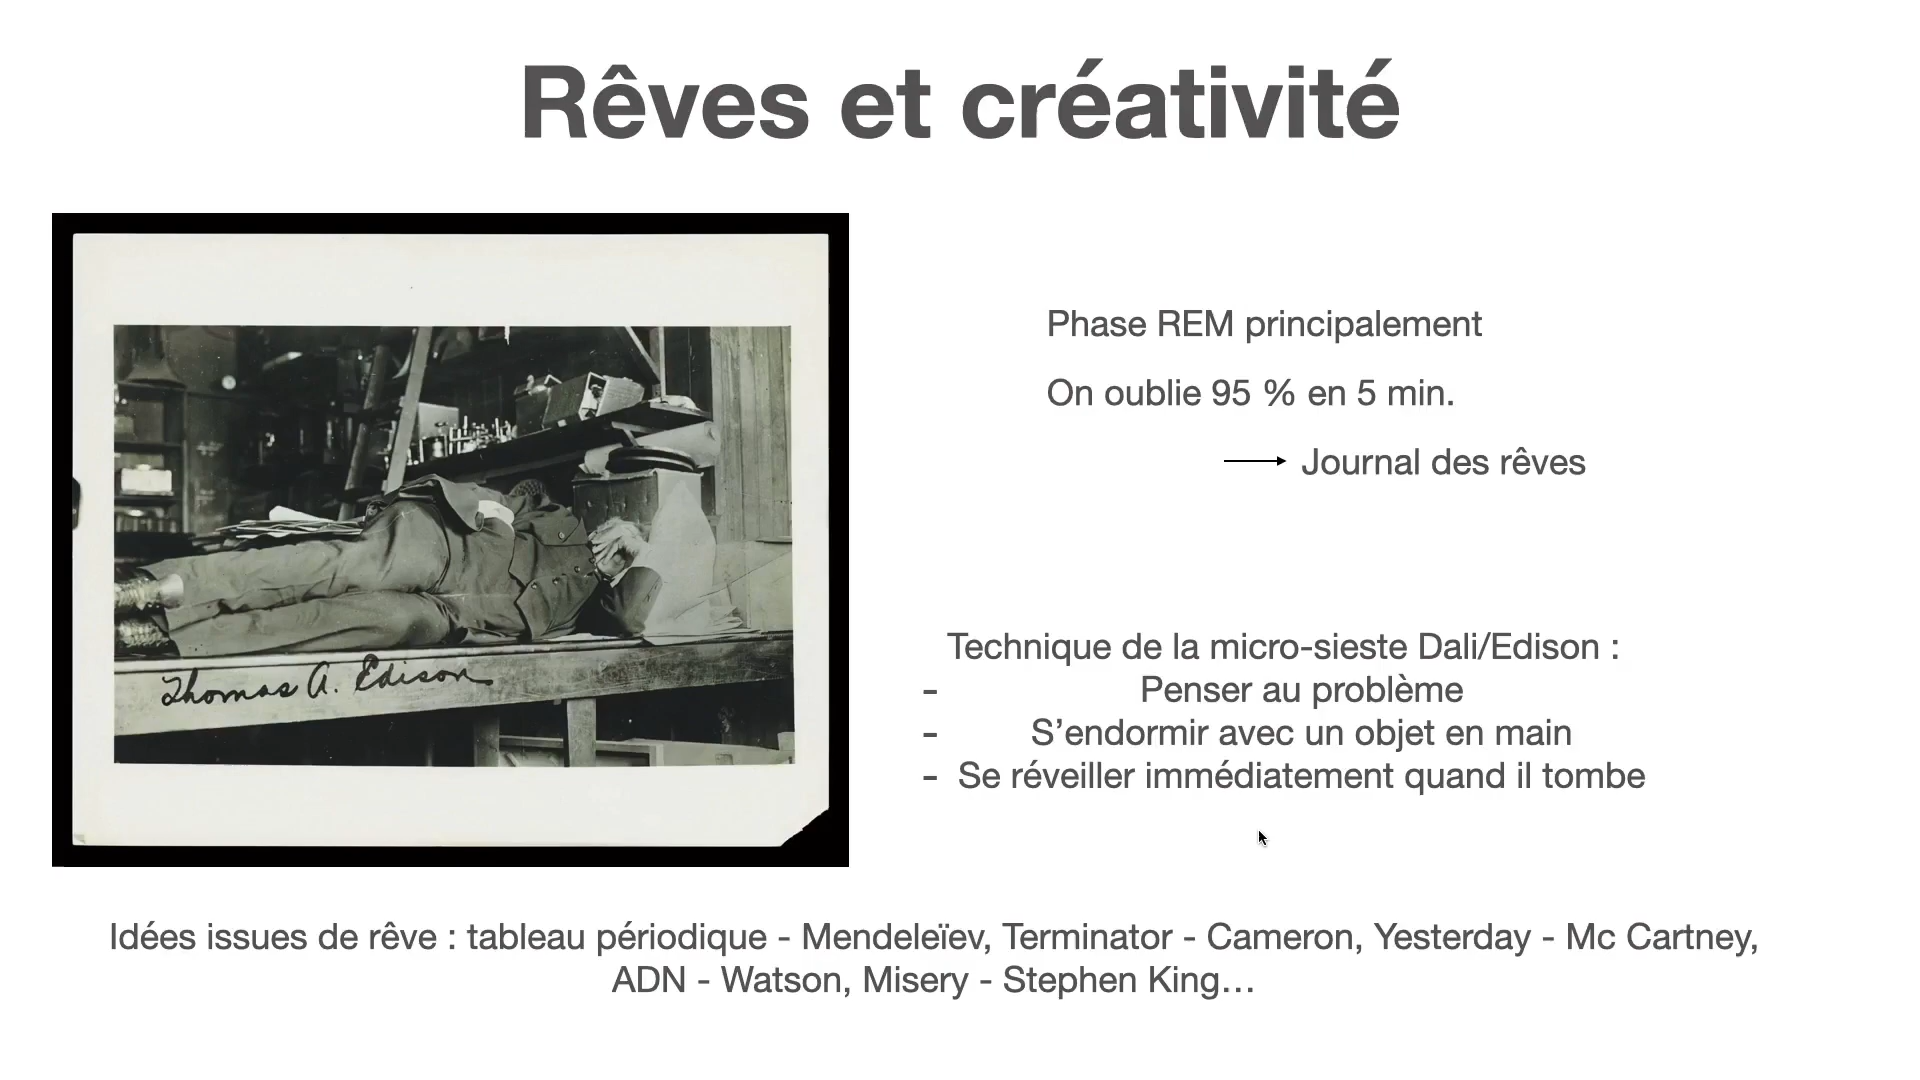 Rêves et créativité
Thomas A. Edison
Phase REM principalement
On oublie 95 % en 5 min.
Journal des rêves
Technique de la micro-sieste Dali/Edison :
- Penser au problème
- S’endormir avec un objet en main
- Se réveiller immédiatement quand il tombe
Idées issues de rêve : tableau périodique - Mendeleïev, Terminator - Cameron, Yesterday - Mc Cartney,
ADN - Watson, Misery - Stephen King…